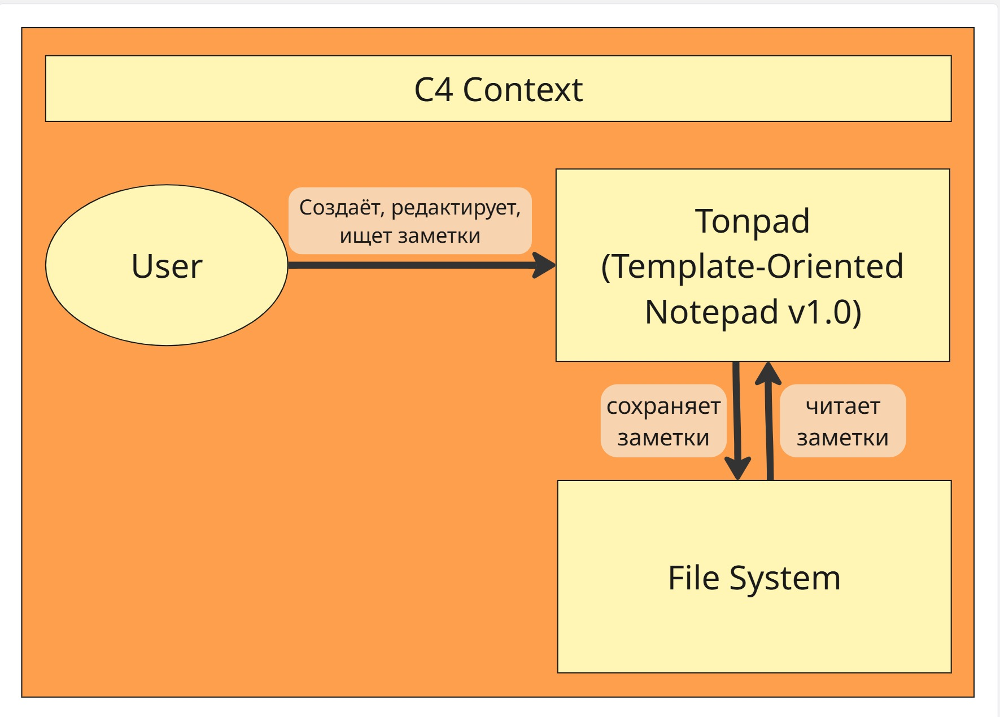 C4 Context
User
Создаёт, редактирует,
ищет заметки
Tonpad
(Template-Oriented
Notepad v1.0)
сохраняет
заметки
читает
заметки
File System